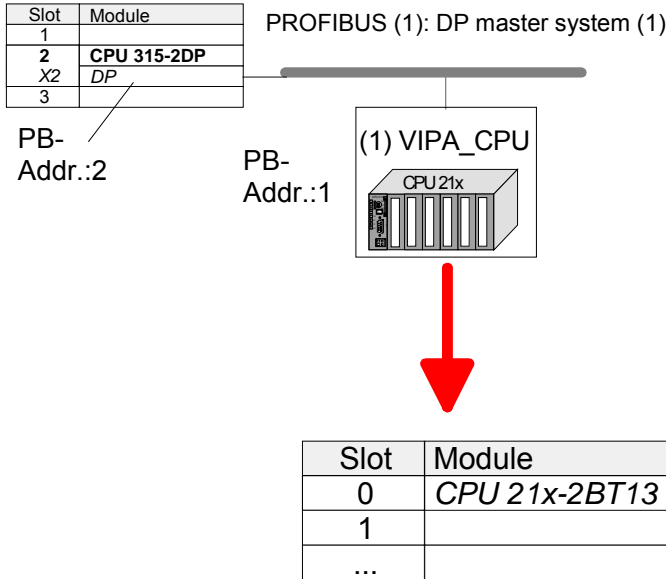 Slot Module
1
2 CPU 315-2DP
X2 DP
3
PROFIBUS (1): DP master system (1)
PB-
Addr.:2
PB-
Addr.:1
(1) VIPA_CPU
CPU 21x
Slot Module
0 CPU 21x-2BT13
1
...